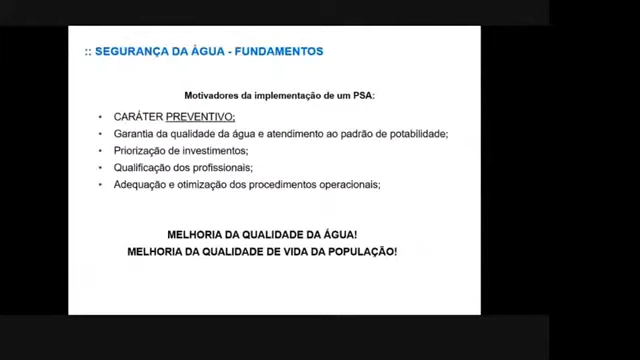 :: SEGURANÇA DA ÁGUA - FUNDAMENTOS
Motivadores da implementação de um PSA:
• CARÁTER PREVENTIVO;
• Garantia da qualidade da água e atendimento ao padrão de potabilidade;
• Priorização de investimentos;
• Qualificação dos profissionais;
• Adequação e otimização dos procedimentos operacionais;
MELHORIA DA QUALIDADE DA ÁGUA!
MELHORIA DA QUALIDADE DE VIDA DA POPULAÇÃO!